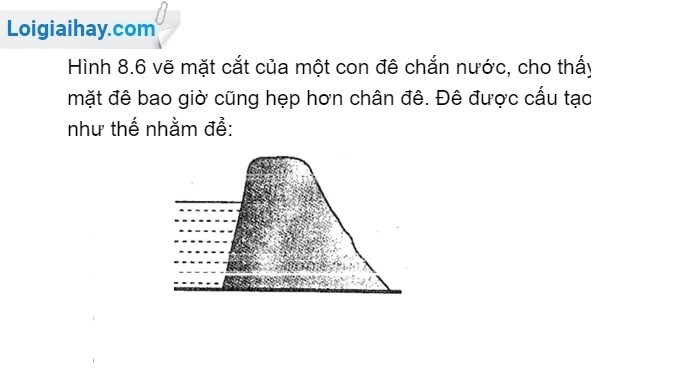 Loigiaihay.com
Hình 8.6 vẽ mặt cắt của một con đê chắn nước, cho thấy
mặt đê bao giờ cũng hẹp hơn chân đê. Đê được cấu tạo
như thế nhằm để: